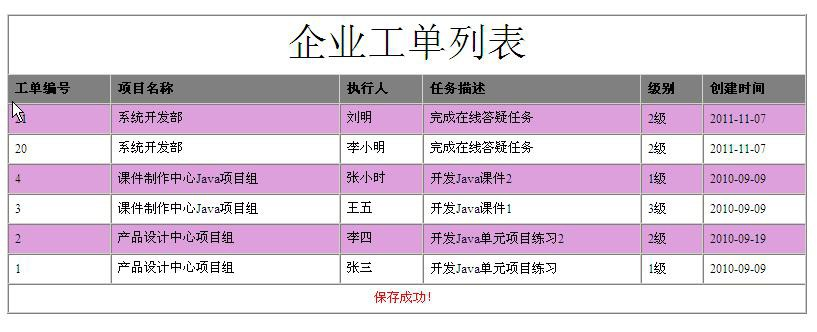 企业工单列表
工单编号 项目名称 执行人 任务描述 级别 创建时间
系统开发部 刘明 完成在线答疑任务 2级 2011-11-07
20 系统开发部 李小明 完成在线答疑任务 2级 2011-11-07
4 课件制作中心Java项目组 张小时 开发Java课件2 1级 2010-09-09
3 课件制作中心Java项目组 王五 开发Java课件1 3级 2010-09-09
2 产品设计中心项目组 李四 开发Java单元项目练习2 2级 2010-09-19
1 产品设计中心项目组 张三 开发Java单元项目练习 1级 2010-09-09
保存成功!